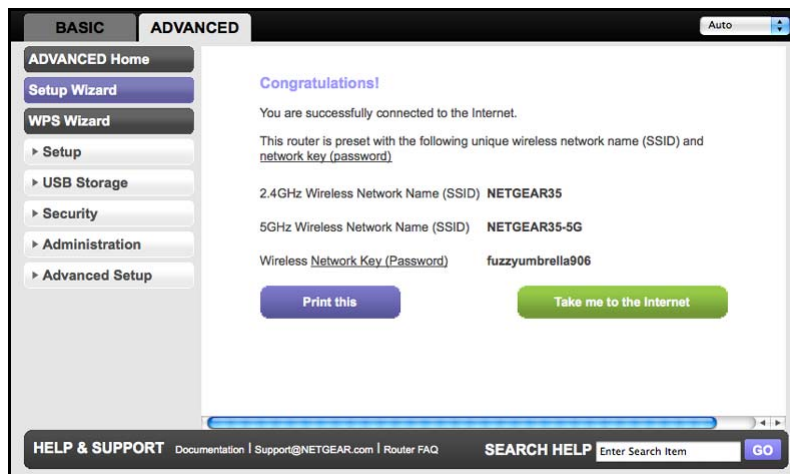 BASIC
ADVANCED
Auto
ADVANCED Home
Setup Wizard
WPS Wizard
Setup
USB Storage
Security
Administration
Advanced Setup
Congratulations!
You are successfully connected to the Internet.
This router is preset with the following unique wireless network name (SSID) and
network key (password)
2.4GHz Wireless Network Name (SSID) NETGEAR35
5GHz Wireless Network Name (SSID) NETGEAR35-5G
Wireless Network Key (Password) fuzzyumbrella906
Print this
Take me to the Internet
HELP & SUPPORT Documentation | Support@NETGEAR.com | Router FAQ
SEARCH HELP Enter Search Item GO